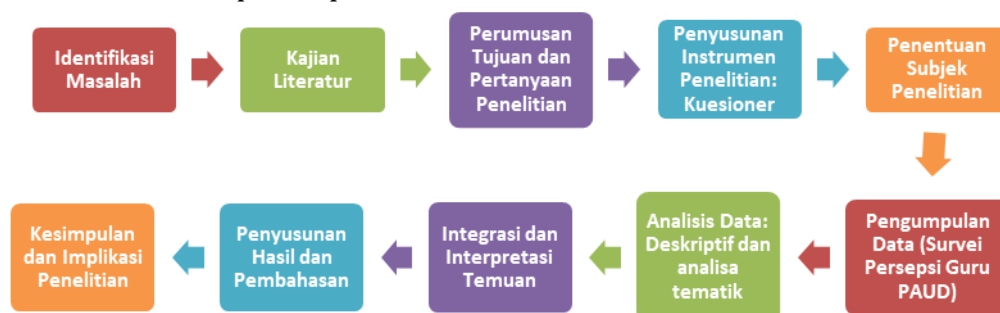 Identifikasi
Masalah
Kajian
Literatur
Perumusan
Tujuan dan
Pertanyaan
Penelitian
Penyusunan
Instrumen
Penelitian:
Kuesioner
Penentuan
Subjek
Penelitian
Pengumpulan
Data (Survei
Persepsi Guru
PAUD)
Analisis Data:
Deskriptif dan
analisa
tematik
Integrasi dan
Interpretasi
Temuan
Penyusunan
Hasil dan
Pembahasan
Kesimpulan
dan Implikasi
Penelitian